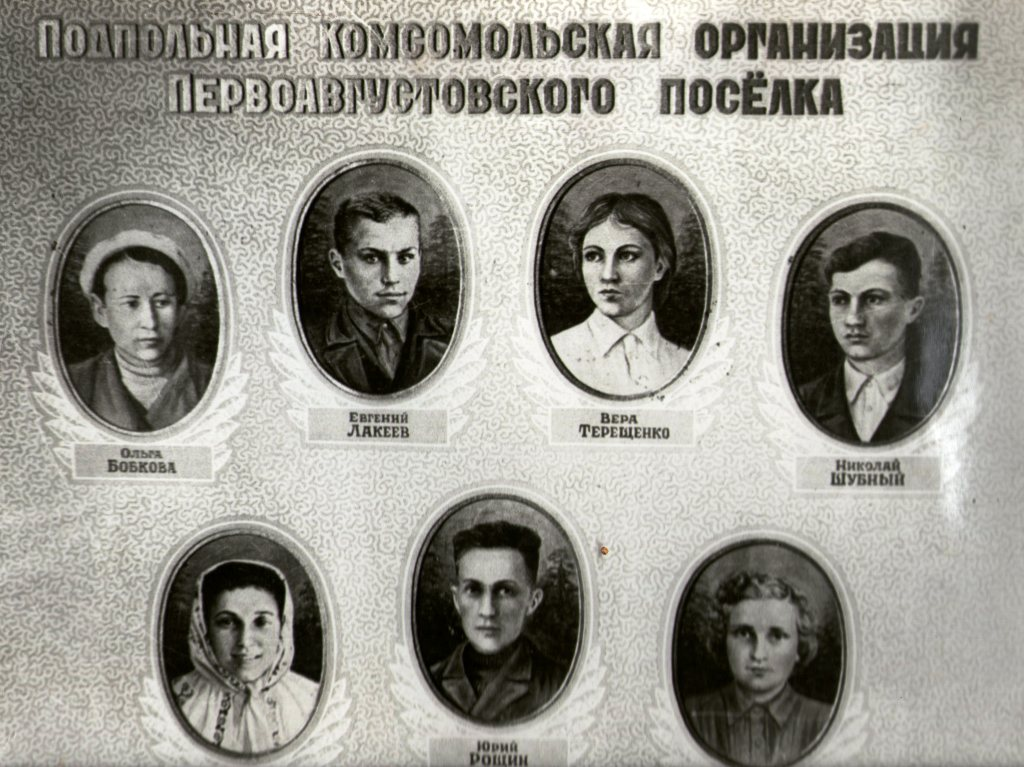 Подпольная комсомольская организация
Первоавгустовского посёлка
Ольга
Бобкова
Евгений
Лакеев
Вера
Терещенко
Николай
Шубный
Юрий
Рощин